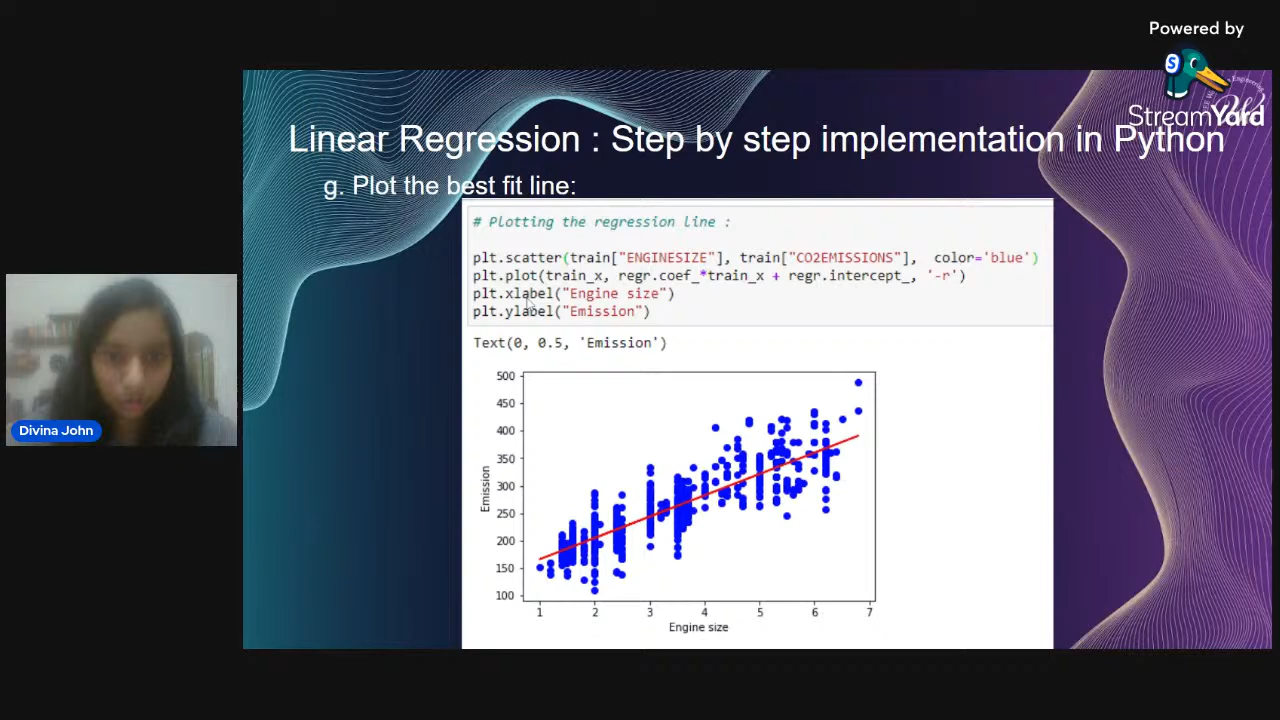 Powered by
StreamYard
Linear Regression : Step by step implementation in Python
g. Plot the best fit line:
# Plotting the regression line :
plt.scatter(train["ENGINESIZE"], train["CO2EMISSIONS"],  color='blue')
plt.plot(train_x, regr.coef_*train_x + regr.intercept_, '-r')
plt.xlabel("Engine size")
plt.ylabel("Emission")
Text(0, 0.5, 'Emission')
500
450
400
350
300
250
200
150
100
Emission
1 2 3 4 5 6 7
Engine size
Divina John